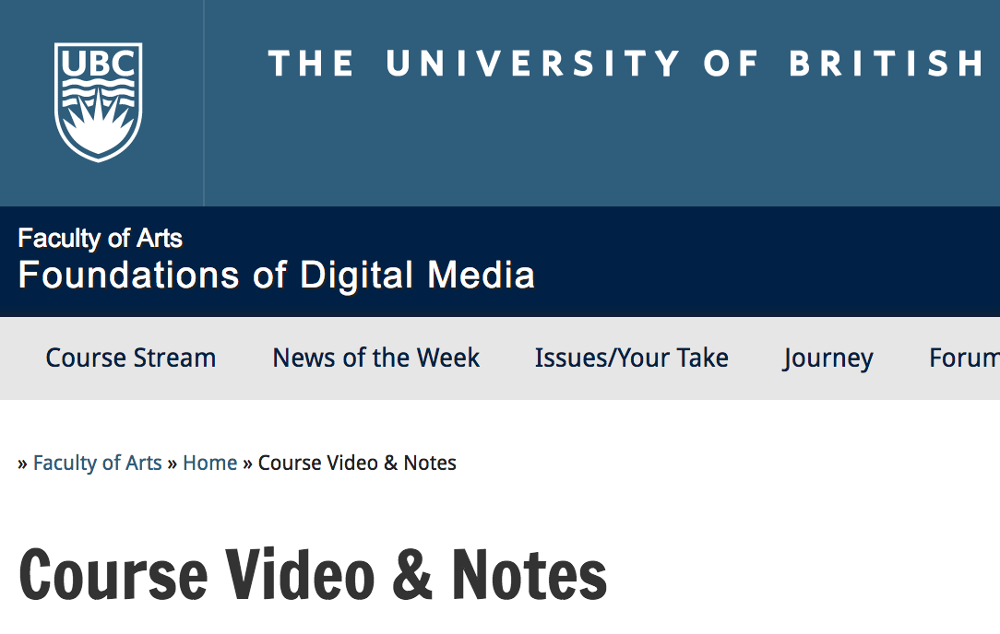 UBC
THE UNIVERSITY OF BRITISH
Faculty of Arts
Foundations of Digital Media
Course Stream News of the Week Issues/Your Take Journey Forum
» Faculty of Arts » Home » Course Video & Notes
Course Video & Notes